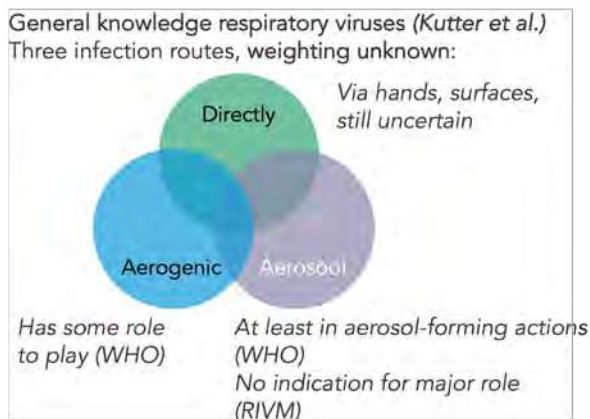 General knowledge respiratory viruses (Kutter et al.)
Three infection routes, weighting unknown:
Via hands, surfaces,
still uncertain
Directly
Aerogenic
Aerosool
Has some role
to play (WHO)
At least in aerosol-forming actions
(WHO)
No indication for major role
(RIVM)